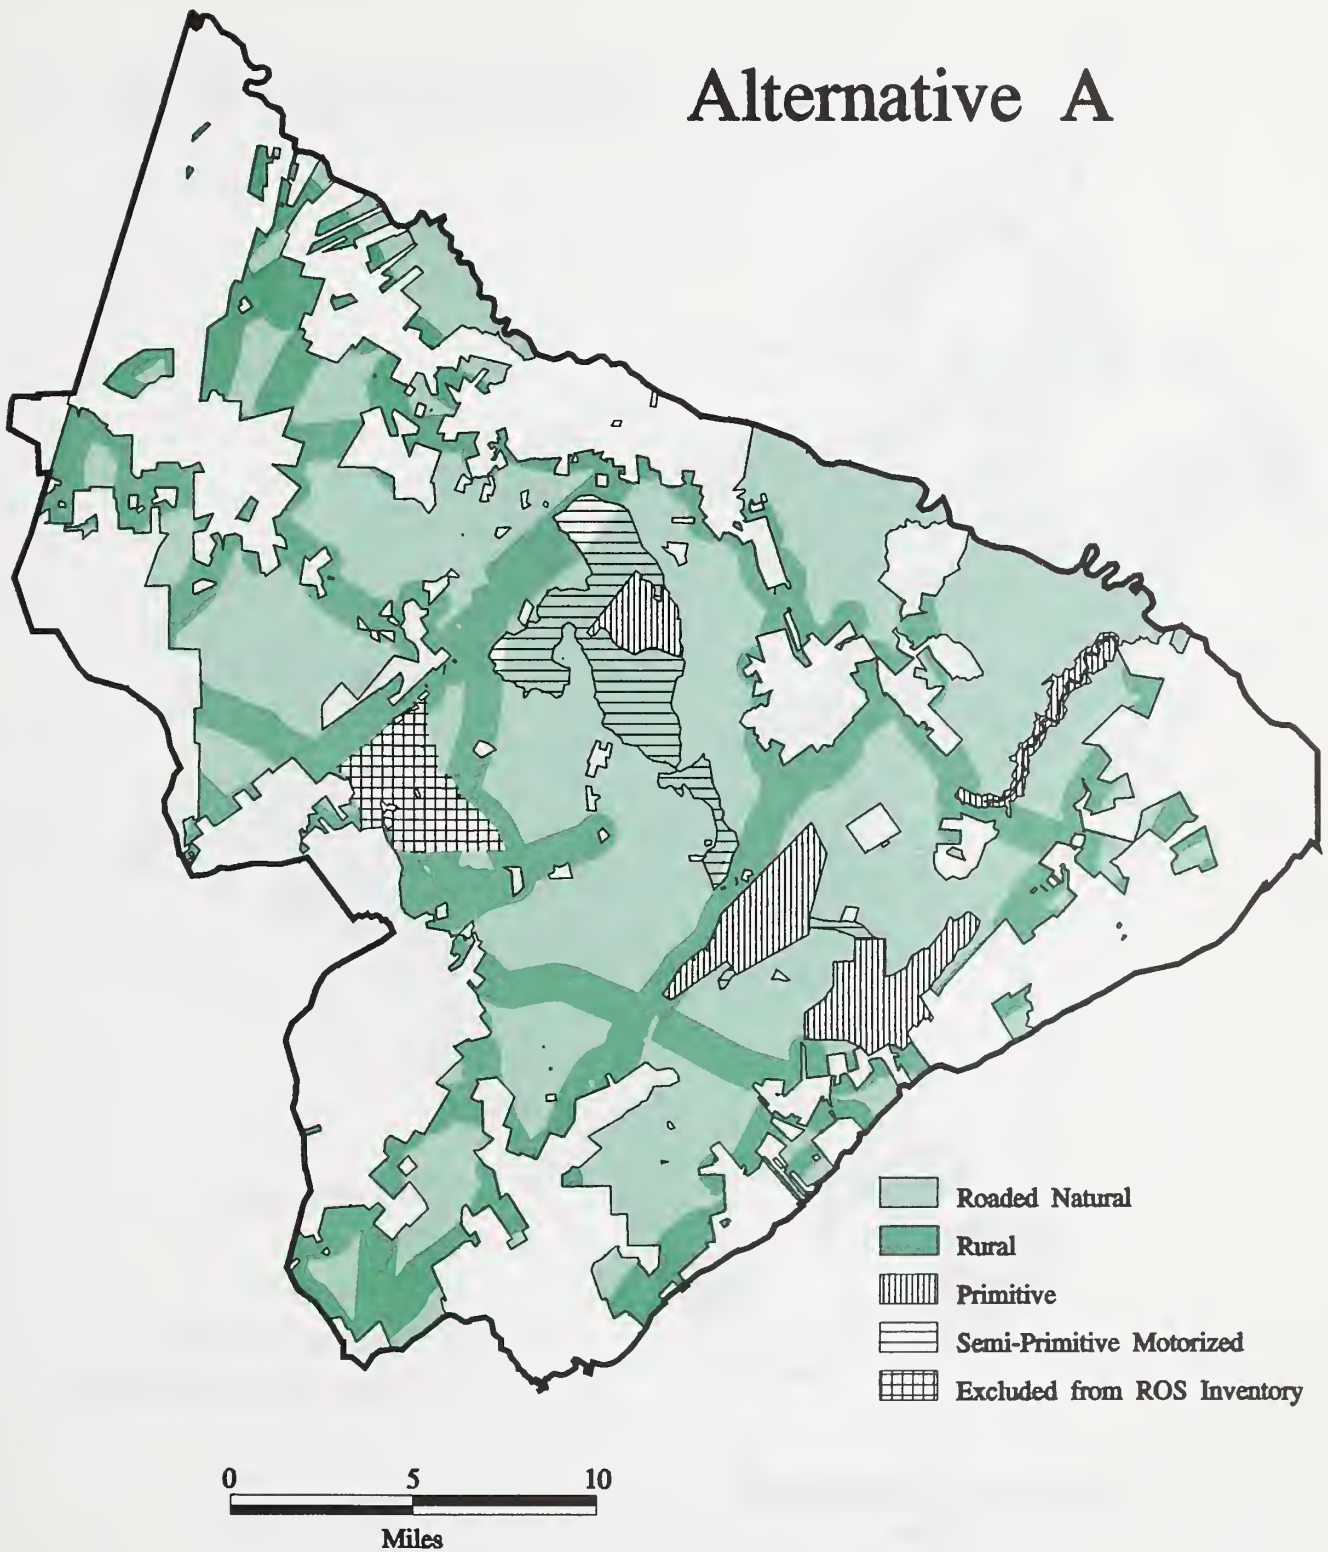 Alternative A
Roaded Natural
Rural
Primitive
Semi-Primitive Motorized
Excluded from ROS Inventory
0 5 10
Miles